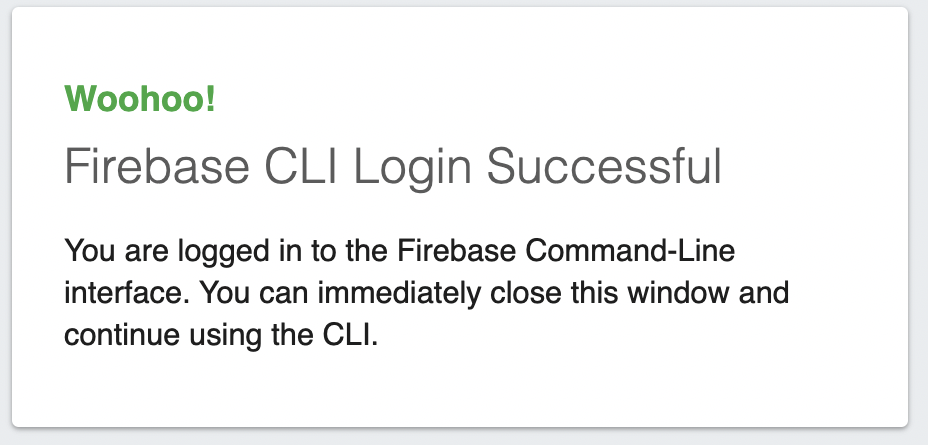 Woohoo!
Firebase CLI Login Successful
You are logged in to the Firebase Command-Line
interface. You can immediately close this window and
continue using the CLI.